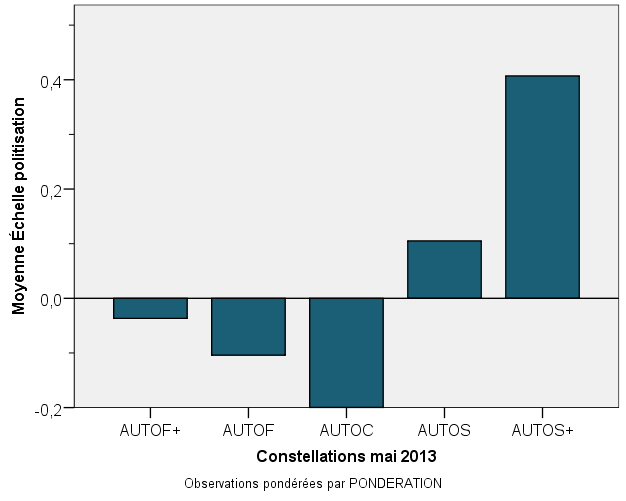 Moyenne Échelle politisation
0,4
0,2
0,0
-0,2
AUTOF+ AUTOF AUTOC AUTOS AUTOS+
Constellations mai 2013
Observations pondérées par PONDERATION